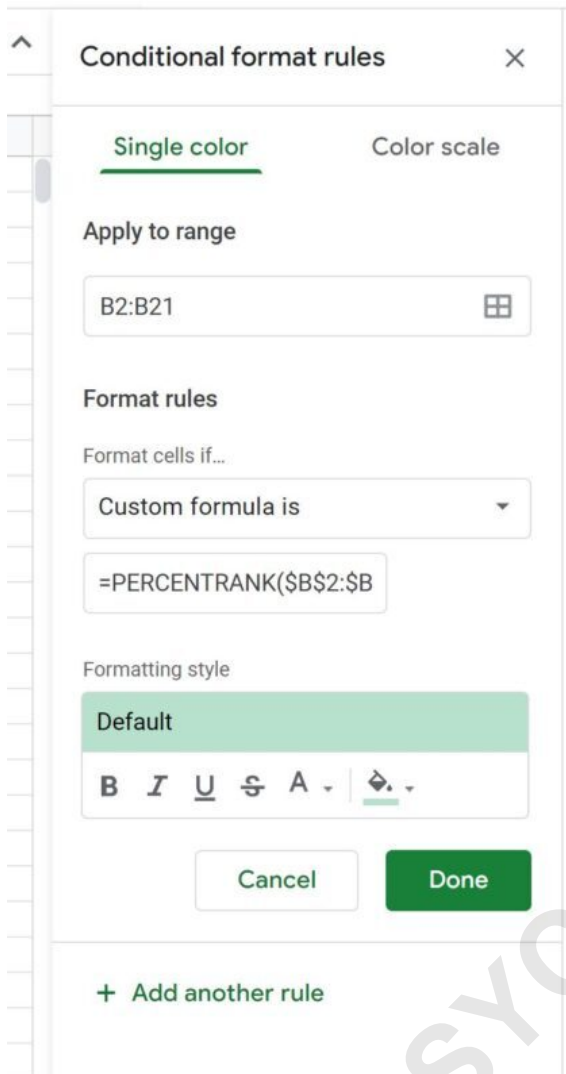 Conditional format rules
Single color Color scale
Apply to range
B2:B21
Format rules
Format cells if...
Custom formula is
=PERCENTRANK($B$2:$B
Formatting style
Default
B I U S A
Cancel Done
+ Add another rule
SYC